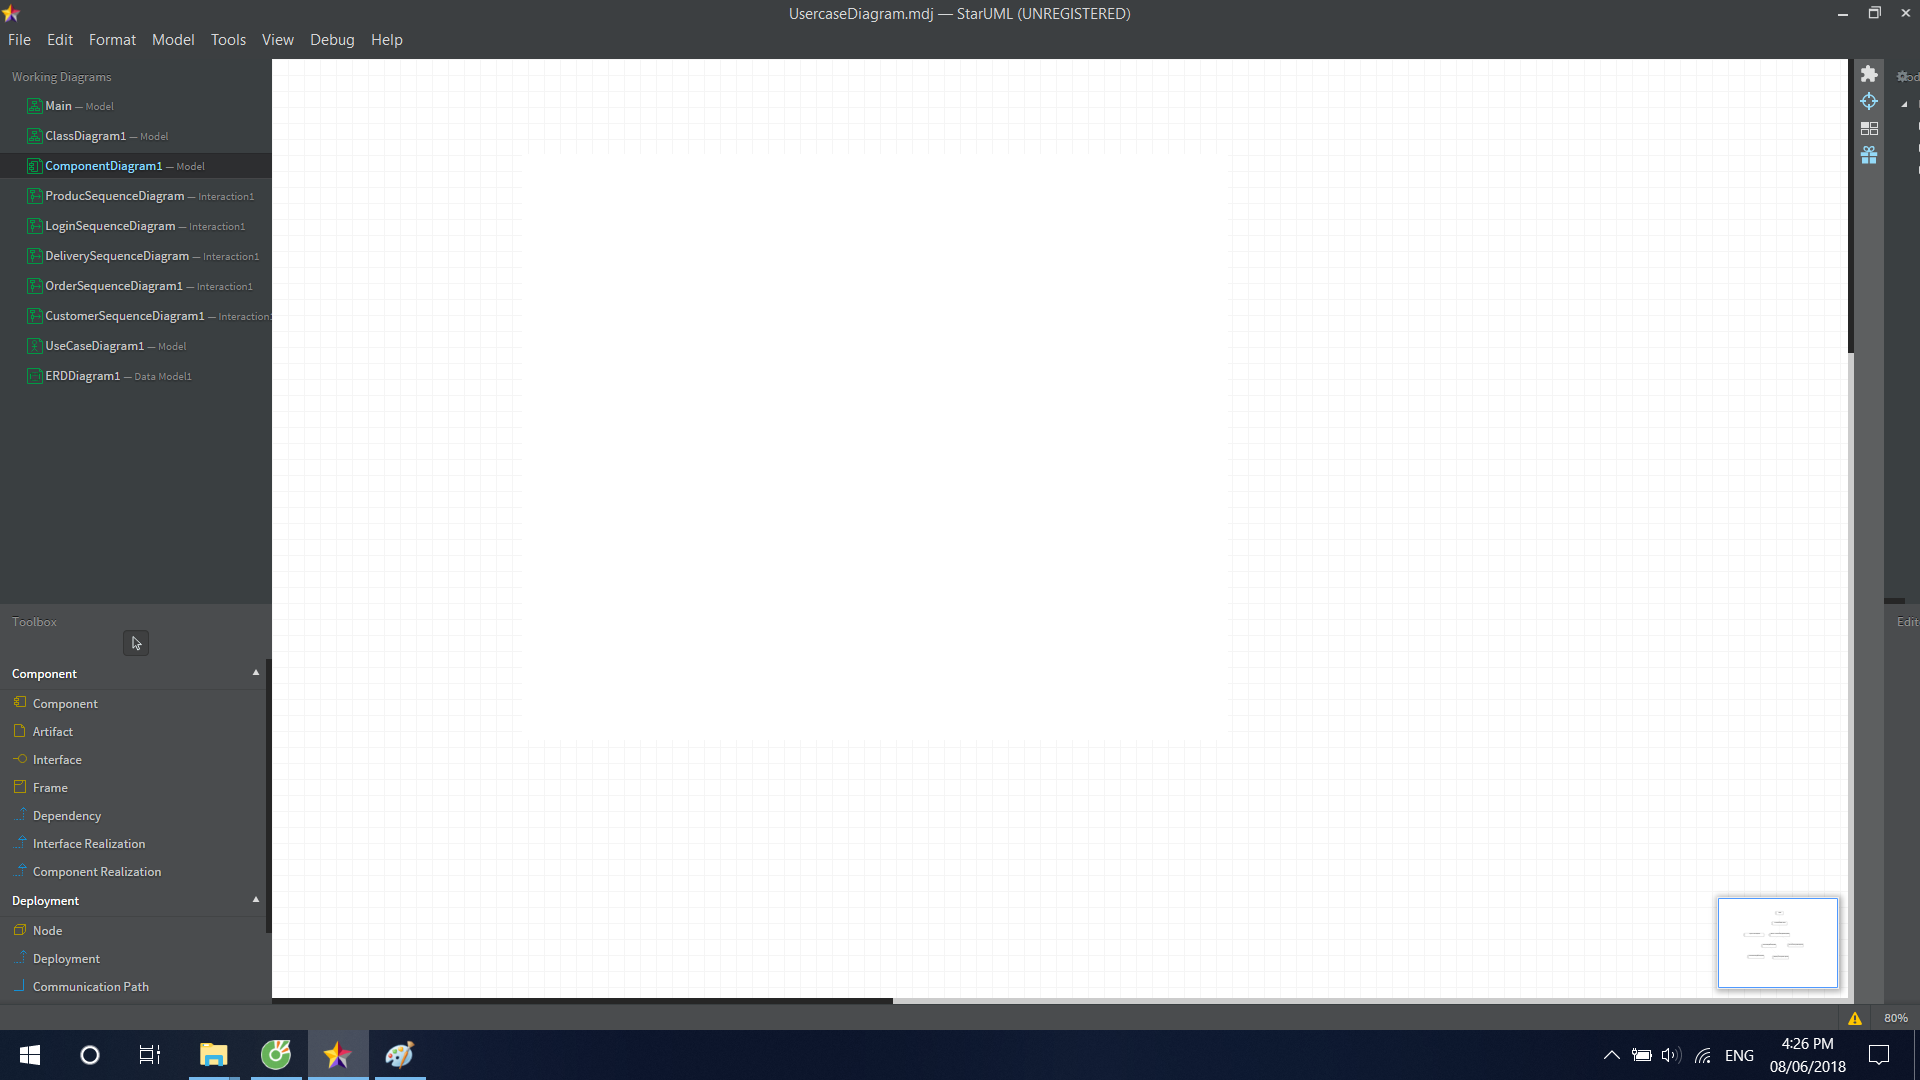 UsercaseDiagram.mdj — StarUML (UNREGISTERED)
File Edit Format Model Tools View Debug Help
Working Diagrams
Main — Model
ClassDiagram1 — Model
ComponentDiagram1 — Model
ProducSequenceDiagram — Interaction1
LoginSequenceDiagram — Interaction1
DeliverySequenceDiagram — Interaction1
OrderSequenceDiagram1 — Interaction1
CustomerSequenceDiagram1 — Interaction1
UseCaseDiagram1 — Model
ERDDiagram1 — Data Model1
Toolbox
Edit
Component
Component
Artifact
Interface
Frame
Dependency
Interface Realization
Component Realization
Deployment
Node
Deployment
Communication Path
80%
ENG
4:26 PM
08/06/2018